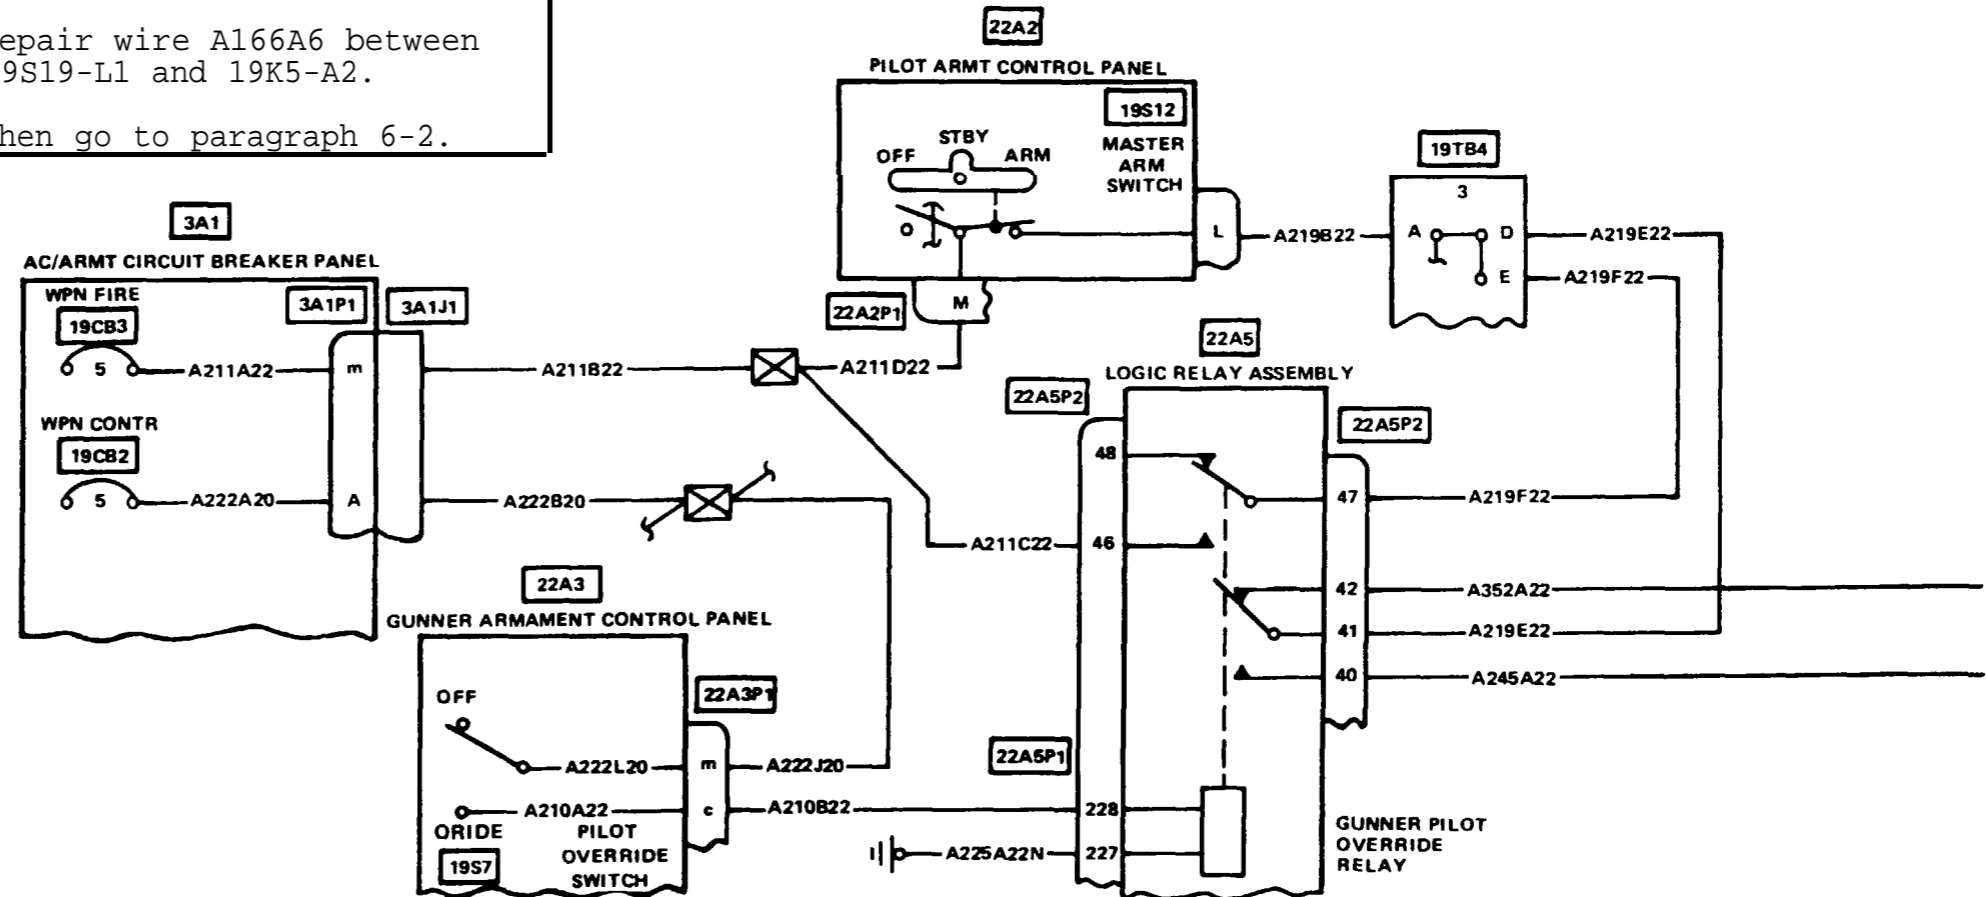 epair wire A166A6 between
9S19-L1 and 19K5-A2.
hen go to paragraph 6-2.
22A2
PILOT ARMT CONTROL PANEL
19S12
MASTER
ARM
SWITCH
STBY
OFF
ARM
L
M
22A2P1
A219B22
19TB4
3
A
D
E
A219E22
A219F22
3A1
AC/ARMT CIRCUIT BREAKER PANEL
WPN FIRE
19CB3
5
A211A22
3A1P1
3A1J1
m
A211B22
A211D22
WPN CONTR
19CB2
5
A222A20
A
A222B20
A211C22
22A5
LOGIC RELAY ASSEMBLY
22A5P2
22A5P2
48
46
47
A219F22
42
A352A22
41
A219E22
40
A245A22
22A3
GUNNER ARMAMENT CONTROL PANEL
OFF
22A3P1
A222L20
m
A222J20
A210A22
c
A210B22
ORIDE
19S7
PILOT
OVERRIDE
SWITCH
22A5P1
228
A225A22N
227
GUNNER PILOT
OVERRIDE
RELAY